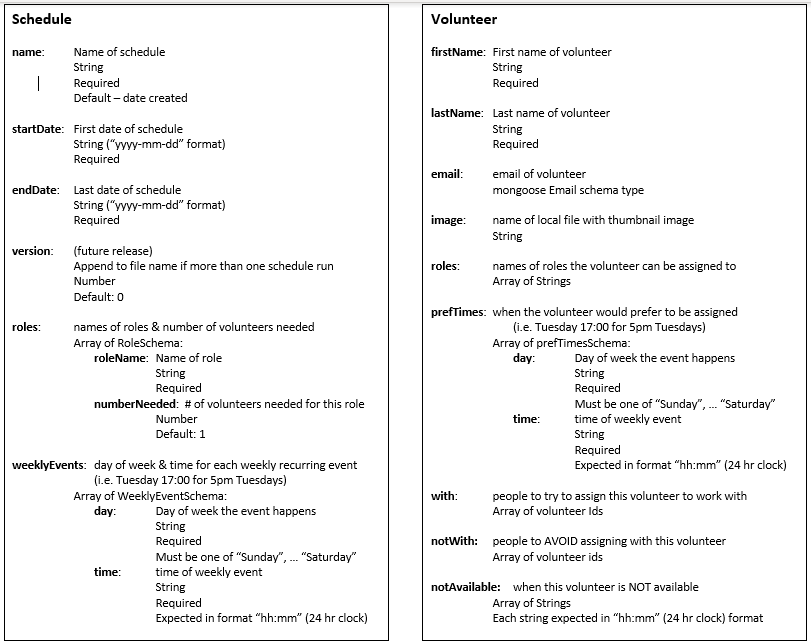 Schedule
name: Name of schedule
String
Required
Default – date created
startDate: First date of schedule
String (“yyyy-mm-dd” format)
Required
endDate: Last date of schedule
String (“yyyy-mm-dd” format)
Required
version: (future release)
Append to file name if more than one schedule run
Number
Default: 0
roles: names of roles & number of volunteers needed
Array of RoleSchema:
roleName: Name of role
String
Required
numberNeeded: # of volunteers needed for this role
Number
Default: 1
weeklyEvents: day of week & time for each weekly recurring event
(i.e. Tuesday 17:00 for 5pm Tuesdays)
Array of WeeklyEventSchema:
day: Day of week the event happens
String
Required
Must be one of “Sunday”, … “Saturday”
time: time of weekly event
String
Required
Expected in format “hh:mm” (24 hr clock)
Volunteer
firstName: First name of volunteer
String
Required
lastName: Last name of volunteer
String
Required
email: email of volunteer
mongoose Email schema type
image: name of local file with thumbnail image
String
roles: names of roles the volunteer can be assigned to
Array of Strings
prefTimes: when the volunteer would prefer to be assigned
(i.e. Tuesday 17:00 for 5pm Tuesdays)
Array of prefTimesSchema:
day: Day of week the event happens
String
Required
Must be one of “Sunday”, … “Saturday”
time: time of weekly event
String
Required
Expected in format “hh:mm” (24 hr clock)
with: people to try to assign this volunteer to work with
Array of volunteer Ids
notWith: people to AVOID assigning with this volunteer
Array of volunteer ids
notAvailable: when this volunteer is NOT available
Array of Strings
Each string expected in “hh:mm” (24 hr clock) format